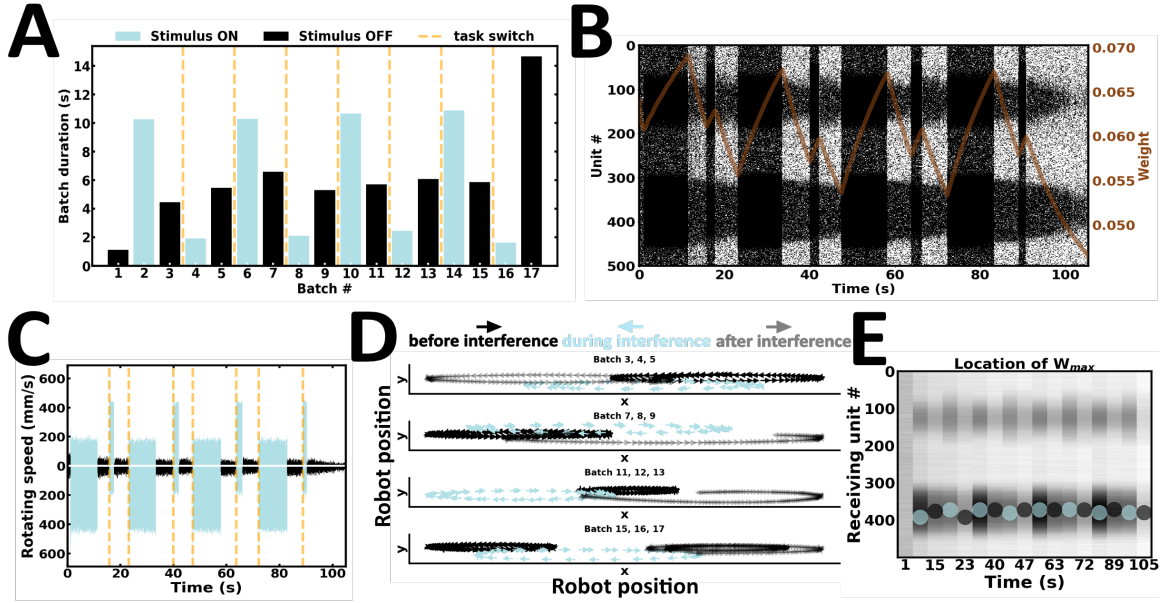 A
Stimulus ON
Stimulus OFF
task switch
Batch duration (s)
14
12
10
8
6
4
2
0
1 2 3 4 5 6 7 8 9 10 11 12 13 14 15 16 17
Batch #
B
0
100
200
300
400
500
Unit #
0.070
0.065
0.060
0.055
0.050
Weight
0 20 40 60 80 100
Time (s)
C
Rotating speed (mm/s)
600
400
200
0
200
400
600
0 20 40 60 80 100
Time (s)
D
before interference during interference after interference
Robot position
Batch 3, 4, 5
y
x
Batch 7, 8, 9
y
x
Batch 11, 12, 13
y
x
Batch 15, 16, 17
y
x
Robot position
E
Location of Wmax
Receiving unit #
0
100
200
300
400
1 15 23 33 40 47 57 63 72 83 89 105
Time (s)